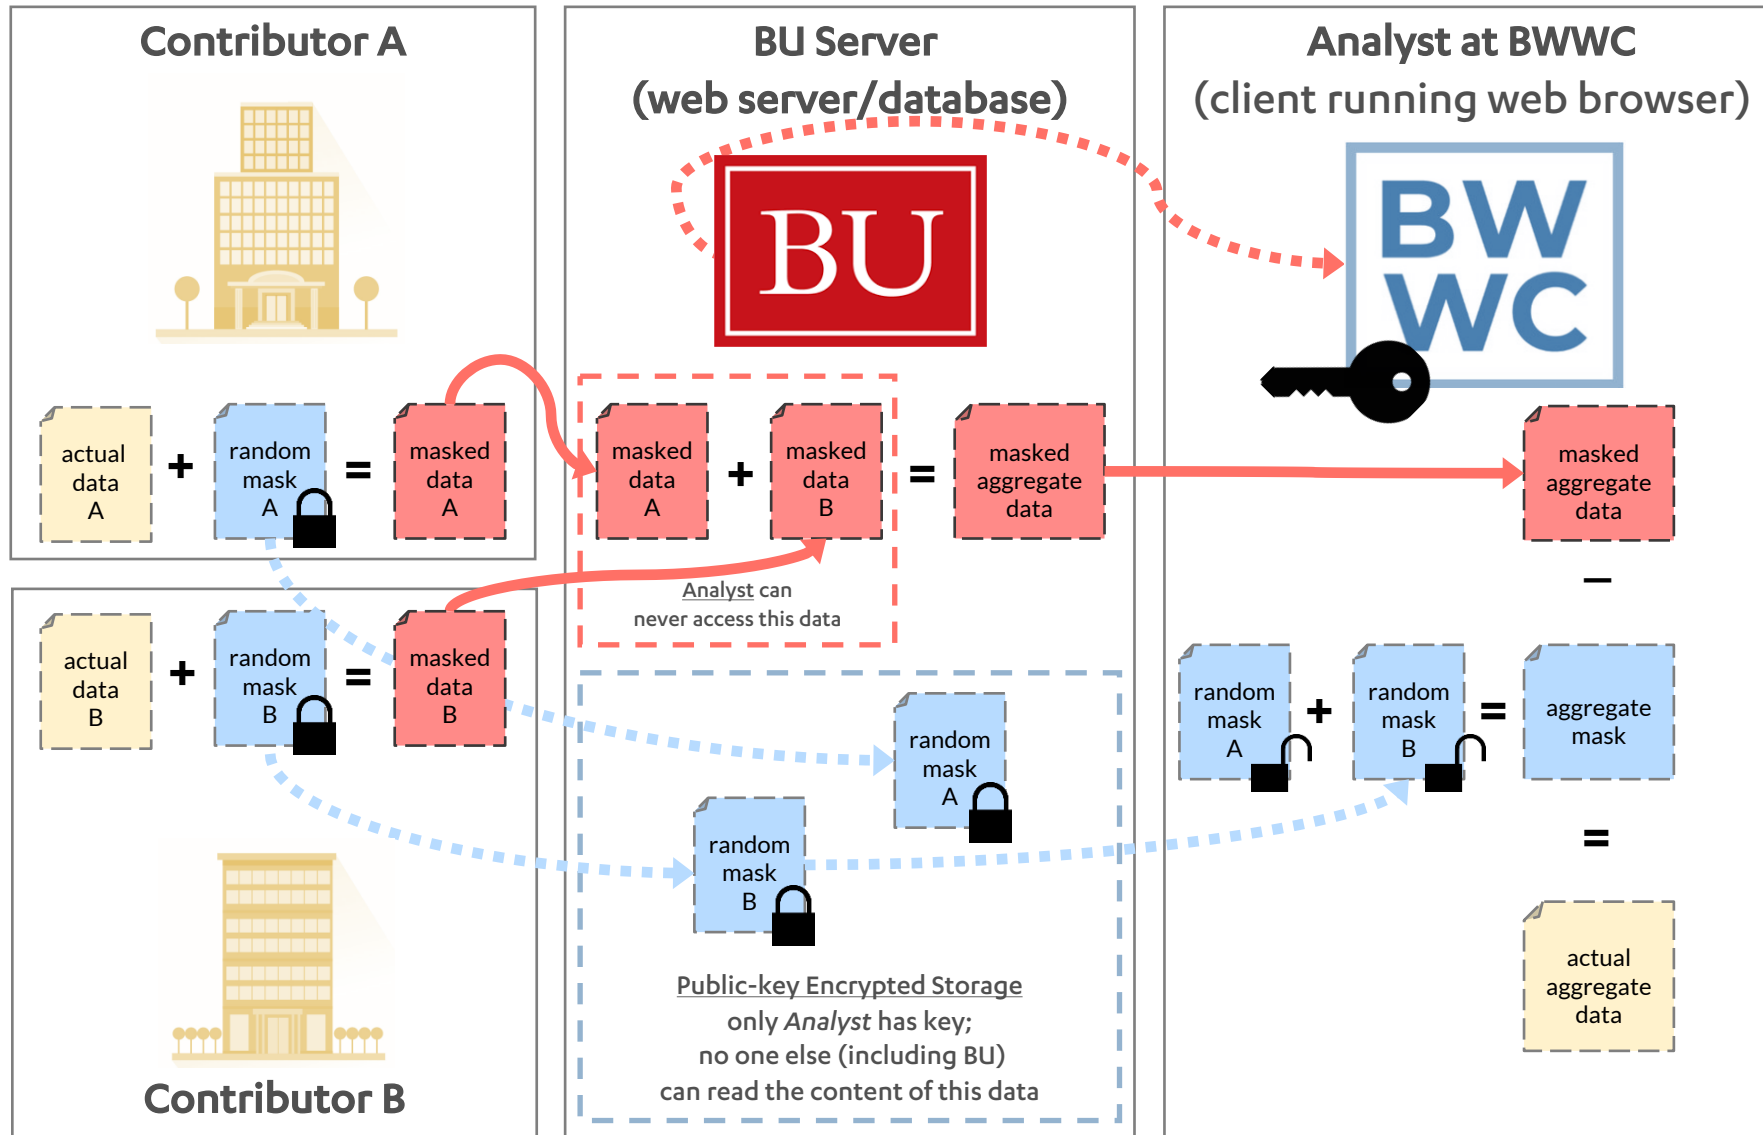 Contributor A
BU Server
(web server/database)
Analyst at BWWC
(client running web browser)
BU
BW
WC
actual
data
A
+
random
mask
A
=
masked
data
A
masked
data
A
+
masked
data
B
=
masked
aggregate
data
masked
aggregate
data
Analyst can
never access this data
–
actual
data
B
+
random
mask
B
=
masked
data
B
random
mask
A
random
mask
B
random
mask
A
+
random
mask
B
=
aggregate
mask
=
actual
aggregate
data
Public-key Encrypted Storage
only Analyst has key;
no one else (including BU)
can read the content of this data
Contributor B